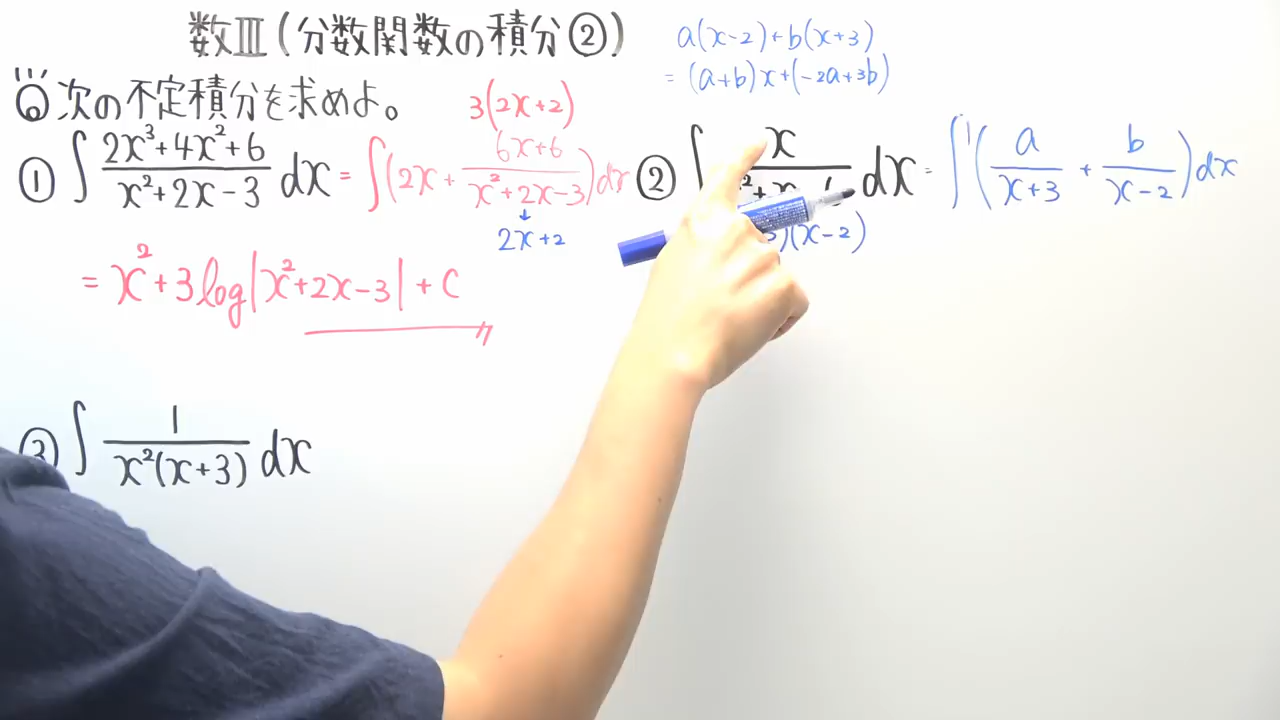 数Ⅲ(分数関数の積分②)
a(x-2)+b(x+3)
=(a+b)x+(-2a+3b)
次の不定積分を求めよ。
3(2x+2)
① ∫ (2x³+4x²+6)/(x²+2x-3) dx = ∫(2x + (6x+6)/(x²+2x-3))dx
↓
2x+2
= x²+3log|x²+2x-3|+C
② ∫ x dx = ∫(a/(x+3) + b/(x-2))dx
)(x-2)
③ ∫ 1/(x²(x+3)) dx